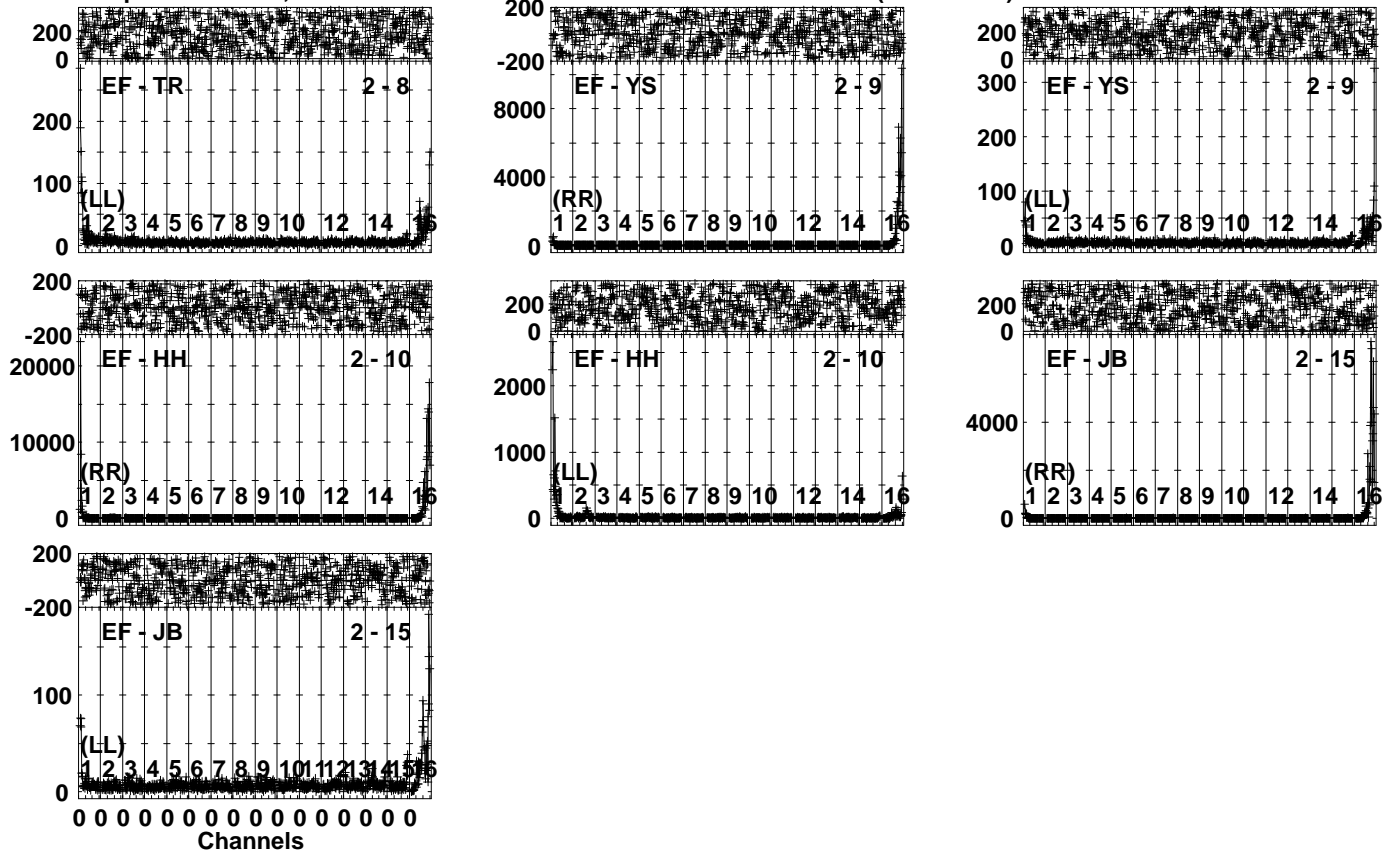 200
0
EF - TR 2 - 8
200
100
(LL)
1 2 3 4 5 6 7 8 9 10 12 14 16
0
200
-200
EF - YS 2 - 9
8000
4000
(RR)
1 2 3 4 5 6 7 8 9 10 12 14 16
0
200
0
300
EF - YS 2 - 9
200
100
(LL)
1 2 3 4 5 6 7 8 9 10 12 14 16
0
200
-200
20000
EF - HH 2 - 10
10000
(RR)
1 2 3 4 5 6 7 8 9 10 12 14 16
0
200
0
EF - HH 2 - 10
2000
1000
(LL)
1 2 3 4 5 6 7 8 9 10 12 14 16
0
200
0
EF - JB 2 - 15
4000
(RR)
1 2 3 4 5 6 7 8 9 10 12 14 16
0
200
-200
EF - JB 2 - 15
100
(LL)
1 2 3 4 5 6 7 8 9 10 11 12 13 14 15 16
0
0 0 0 0 0 0 0 0 0 0 0 0 0 0 0 0
Channels